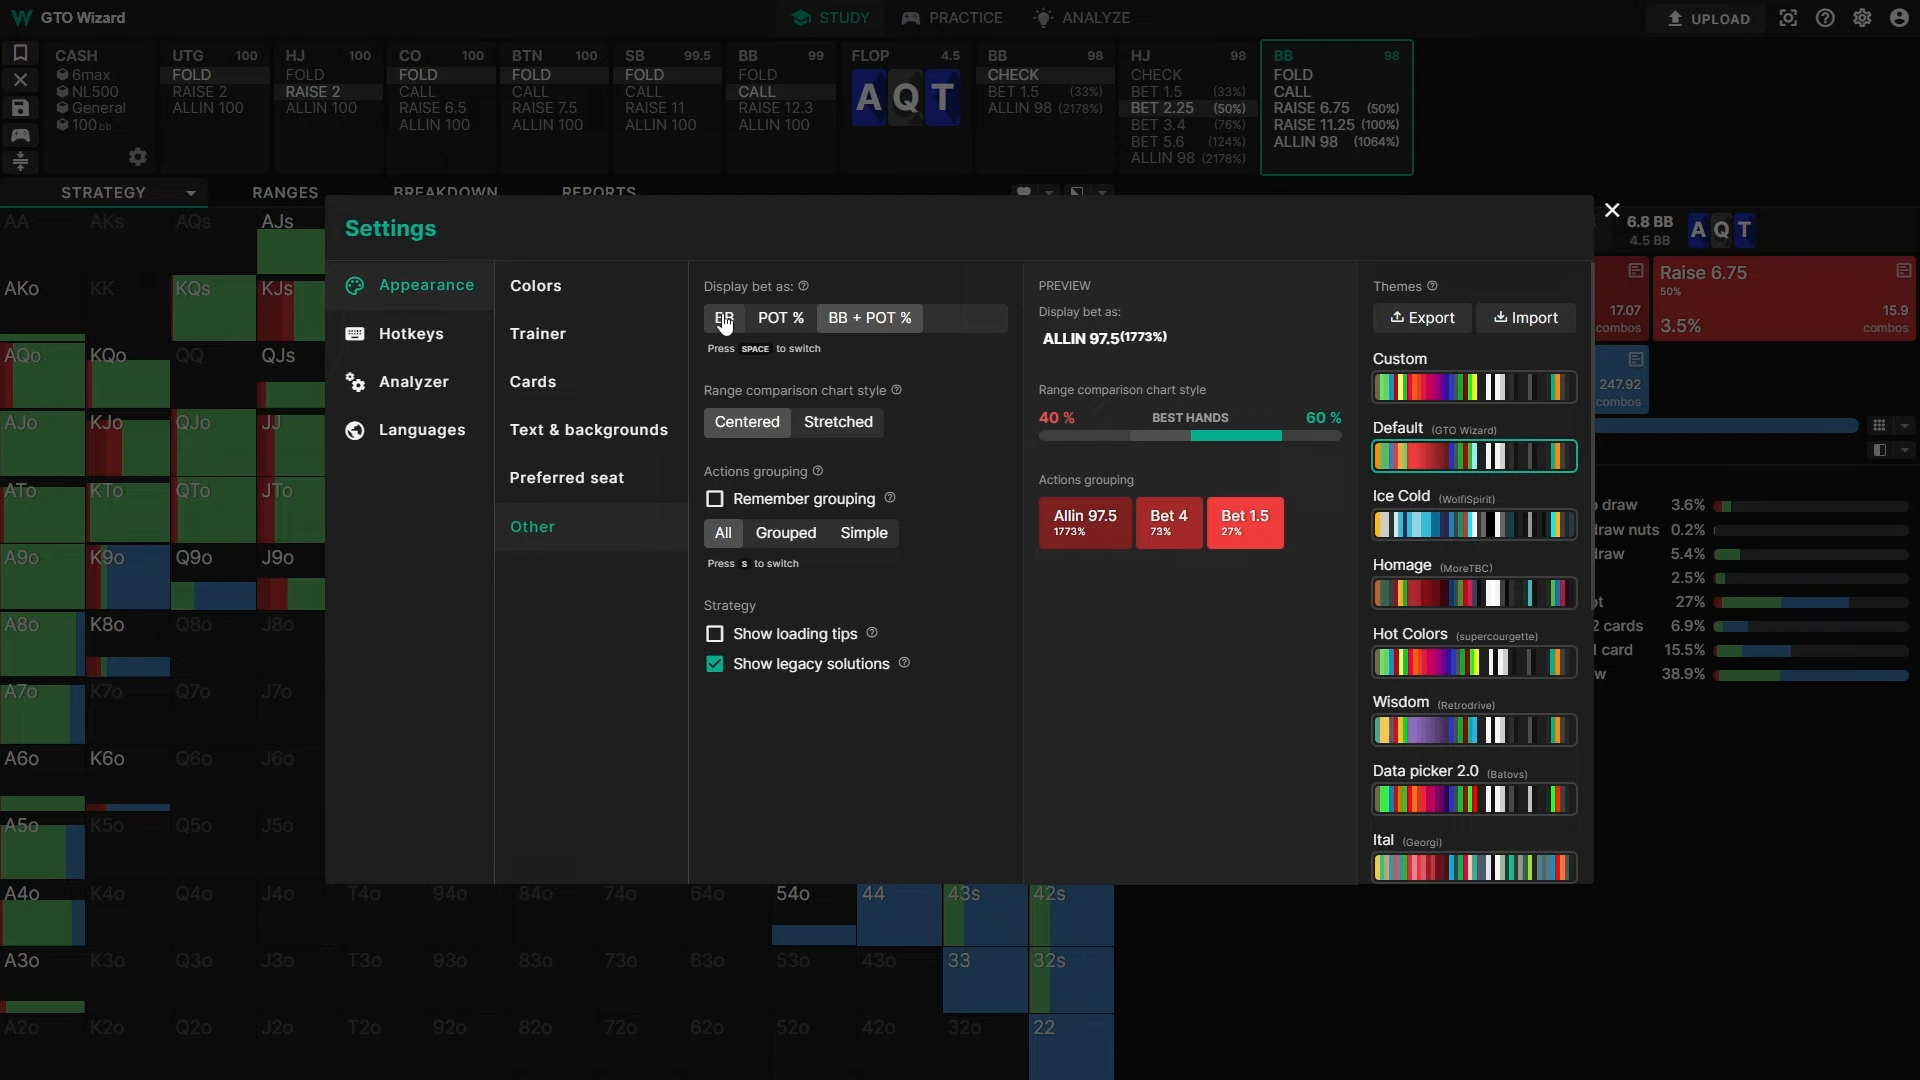 GTO Wizard
STUDY
PRACTICE
ANALYZE
UPLOAD
CASH
6max
NL500
General
100bb
UTG 100
FOLD
RAISE 2
ALLIN 100
HJ 100
FOLD
RAISE 2
ALLIN 100
CO 100
FOLD
CALL
RAISE 6.5
ALLIN 100
BTN 100
FOLD
CALL
RAISE 7.5
ALLIN 100
SB 99.5
FOLD
CALL
RAISE 11
ALLIN 100
BB 99
FOLD
CALL
RAISE 12.3
ALLIN 100
FLOP 4.5
A Q T
BB 98
CHECK
BET 1.5 (33%)
ALLIN 98 (2178%)
HJ 98
CHECK
BET 1.5 (33%)
BET 2.25 (50%)
BET 3.4 (76%)
BET 5.6 (124%)
ALLIN 98 (2178%)
BB 98
FOLD
CALL
RAISE 6.75 (50%)
RAISE 11.25 (100%)
ALLIN 98 (1064%)
STRATEGY RANGES BREAKDOWN REPORTS
AA AKs AQs AJs
AKo KK KQs KJs
AQo KQo QQ QJs
AJo KJo QJo JJ
ATo KTo QTo JTo
A9o K9o Q9o J9o
A8o K8o Q8o J8o
A7o K7o Q7o J7o
A6o K6o Q6o J6o
A5o K5o Q5o J5o
A4o K4o Q4o J4o T4o 94o 84o 74o 64o 54o 44 43s 42s
A3o K3o Q3o J3o T3o 93o 83o 73o 63o 53o 43o 33 32s
A2o K2o Q2o J2o T2o 92o 82o 72o 62o 52o 42o 32o 22
Settings
Appearance
Hotkeys
Analyzer
Languages
Colors
Trainer
Cards
Text & backgrounds
Preferred seat
Other
Display bet as:
BB POT % BB + POT %
Press SPACE to switch
Range comparison chart style
Centered Stretched
Actions grouping
Remember grouping
All Grouped Simple
Press S to switch
Strategy
Show loading tips
Show legacy solutions
PREVIEW
Display bet as:
ALLIN 97.5(1773%)
Range comparison chart style
40 % BEST HANDS 60 %
Actions grouping
Allin 97.5
1773%
Bet 4
73%
Bet 1.5
27%
Themes
Export Import
Custom
Default (GTO Wizard)
Ice Cold (WolfiSpirit)
Homage (MoreTBC)
Hot Colors (supercourgette)
Wisdom (Retrodrive)
Data picker 2.0 (Batovs)
Ital (Georgi)
6.8 BB
4.5 BB
A Q T
17.07
combos
Raise 6.75
50%
3.5%
15.9
combos
247.92
combos
draw 3.6%
draw nuts 0.2%
draw 5.4%
2.5%
27%
2 cards 6.9%
card 15.5%
38.9%